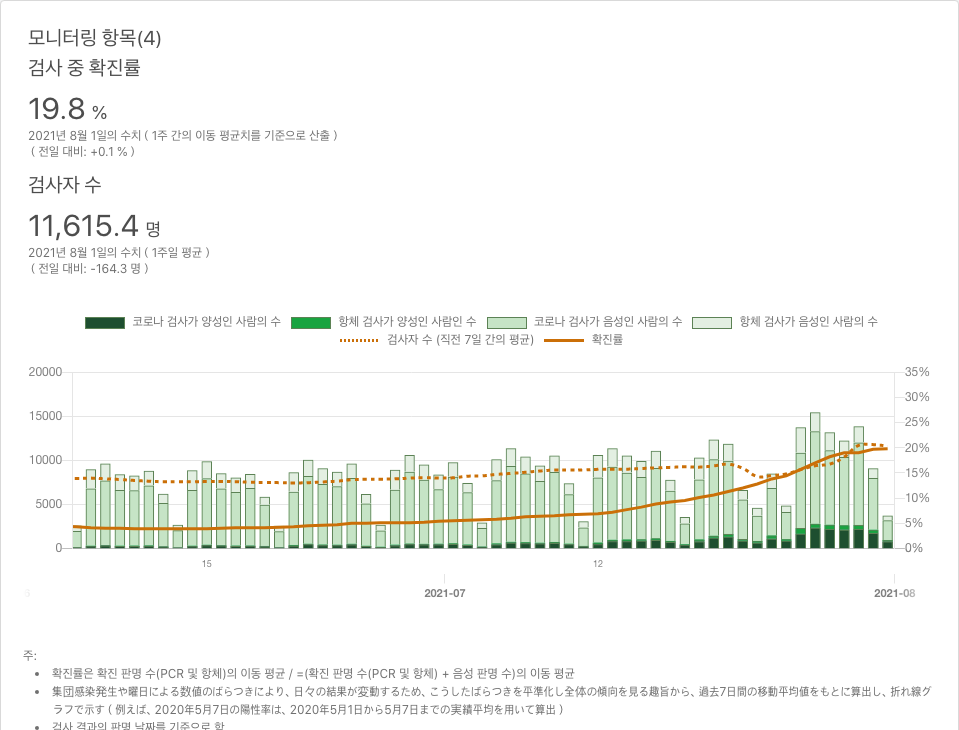 모니터링 항목(4)
검사 중 확진률
19.8 %
2021년 8월 1일의 수치 ( 1주 간의 이동 평균치를 기준으로 산출 )
( 전일 대비: +0.1 % )
검사자 수
11,615.4 명
2021년 8월 1일의 수치 ( 1주일 평균 )
( 전일 대비: -164.3 명 )
코로나 검사가 양성인 사람의 수 항체 검사가 양성인 사람인 수 코로나 검사가 음성인 사람의 수 항체 검사가 음성인 사람의 수
검사자 수 (직전 7일 간의 평균) 확진률
20000 35%
30%
15000
25%
10000 20%
15%
5000 10%
5%
0 0%
15 12
2021-07 2021-08
주:
• 확진률은 확진 판명 수(PCR 및 항체)의 이동 평균 / =(확진 판명 수(PCR 및 항체) + 음성 판명 수)의 이동 평균
• 集団感染発生や曜日による数値のばらつきにより、日々の結果が変動するため、こうしたばらつきを平準化し全体の傾向を見る趣旨から、過去7日間の移動平均値をもとに算出し、折れ線グ
ラフで示す ( 例えば、2020年5月7日の陽性率は、2020年5月1日から5月7日までの実績平均を用いて算出 )
• 검사 결과의 판명 날짜를 기준으로 함